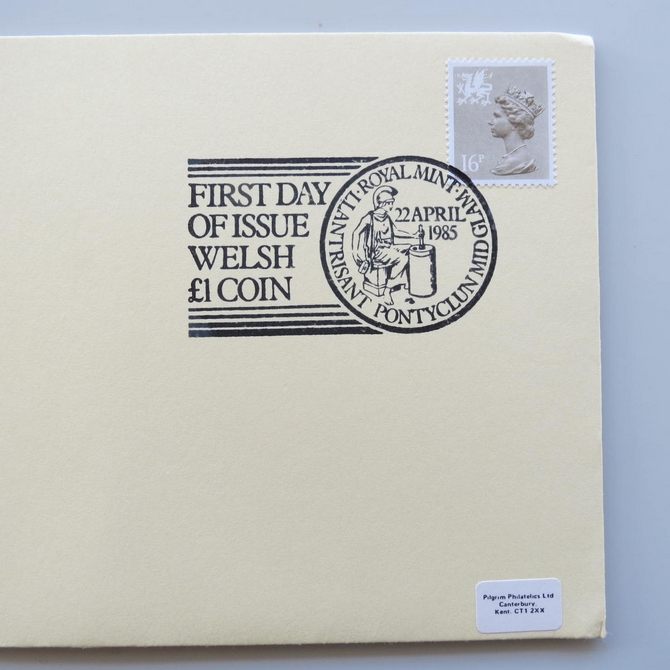 16P
FIRST DAY
OF ISSUE
WELSH
£1 COIN
·ROYAL MINT·
LLANTRISANT PONTYCLUN MID GLAM
22 APRIL
1985
Pilgrim Philatelics Ltd
Canterbury,
Kent. CT1 2XX